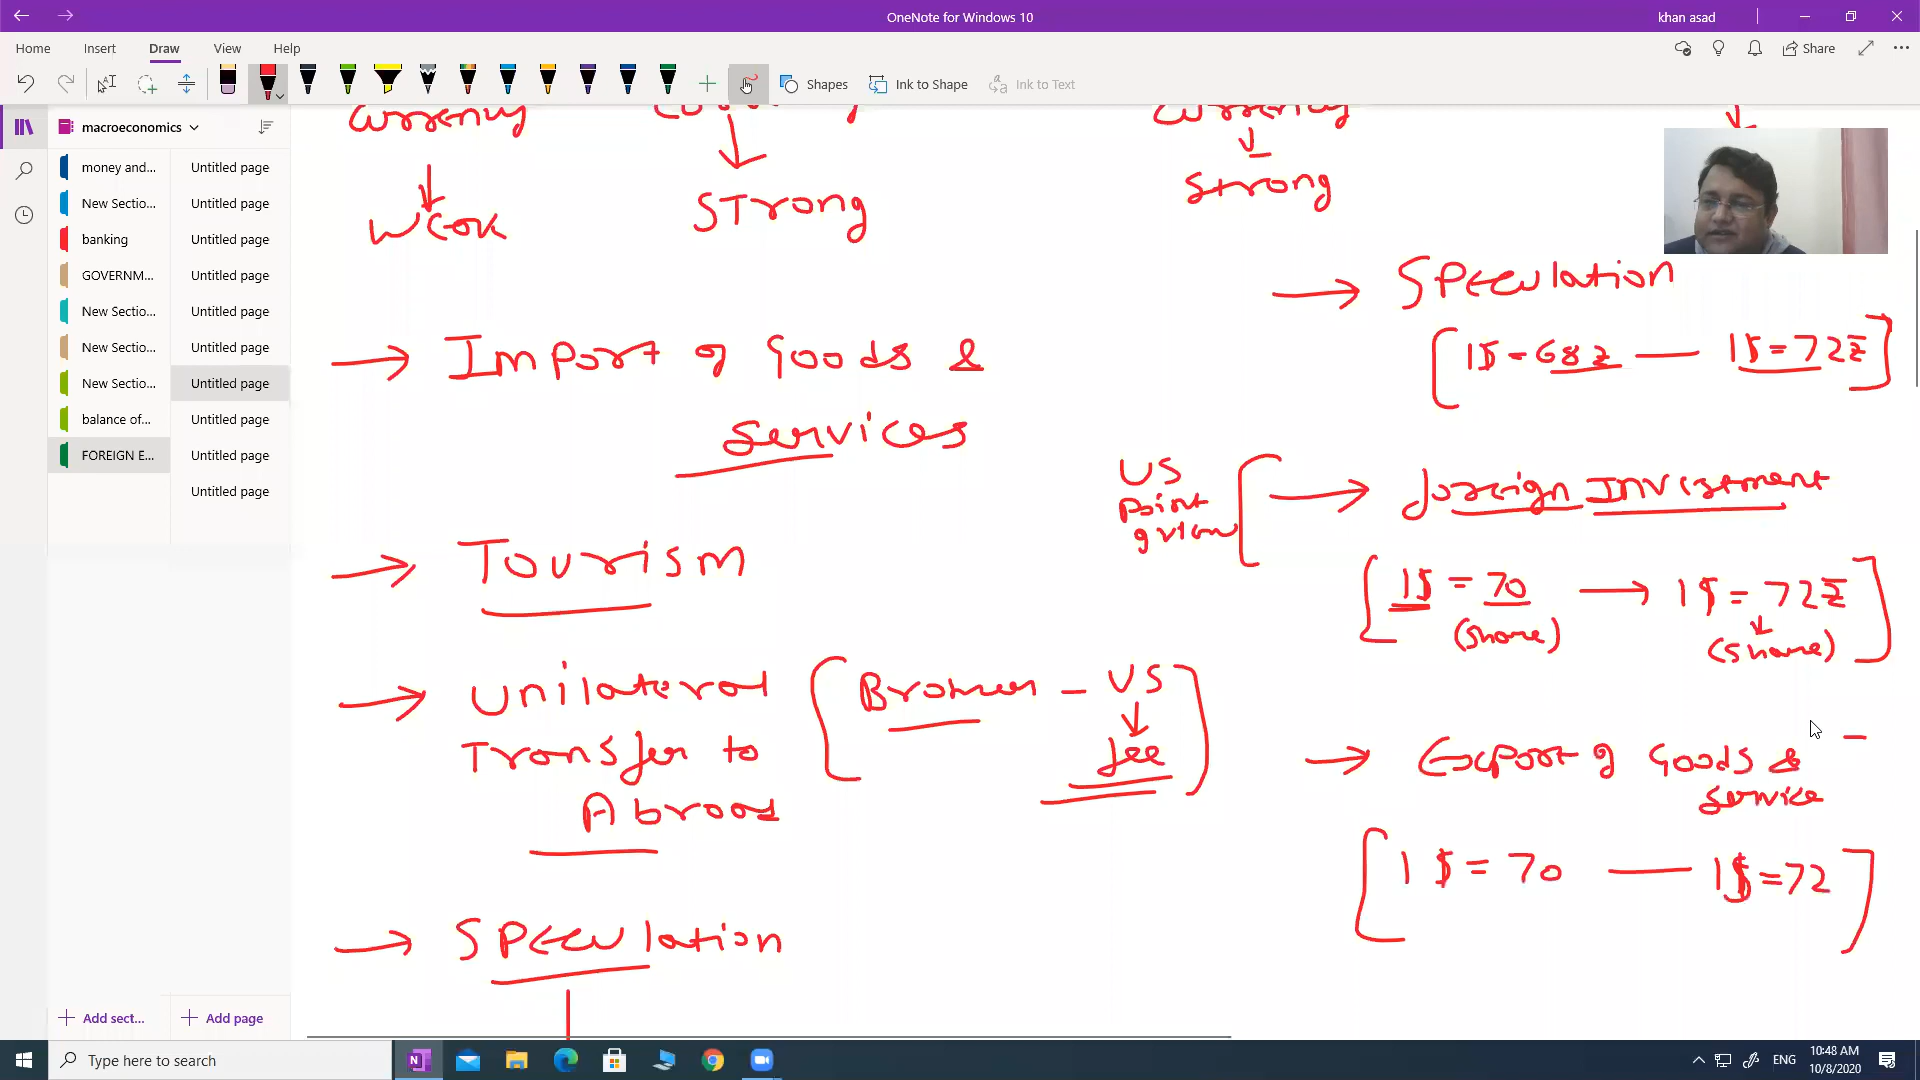 OneNote for Windows 10
khan asad
Home
Insert
Draw
View
Help
Share
Shapes
Ink to Shape
Ink to Text
macroeconomics
money and...
New Sectio...
banking
GOVERNM...
New Sectio...
New Sectio...
New Sectio...
balance of...
FOREIGN E...
Untitled page
Untitled page
Untitled page
Untitled page
Untitled page
Untitled page
Untitled page
Untitled page
Untitled page
Untitled page
Add sect...
Add page
Currency
Weak
STrong
→ Import of Goods &
Services
→ Tourism
→ Unilateral
Transfer to
Abroad
[Brother - US
fee]
→ Speculation
Currency
Strong
→ Speculation
[1$ = 68₹ — 1$ = 72₹]
US
Point
of view
→ foreign Investment
[1$ = 70 → 1$ = 72₹]
(Share)
(Share)
→ Export of Goods &
Service
[1$ = 70 — 1$ = 72]
Type here to search
ENG
10:48 AM
10/8/2020